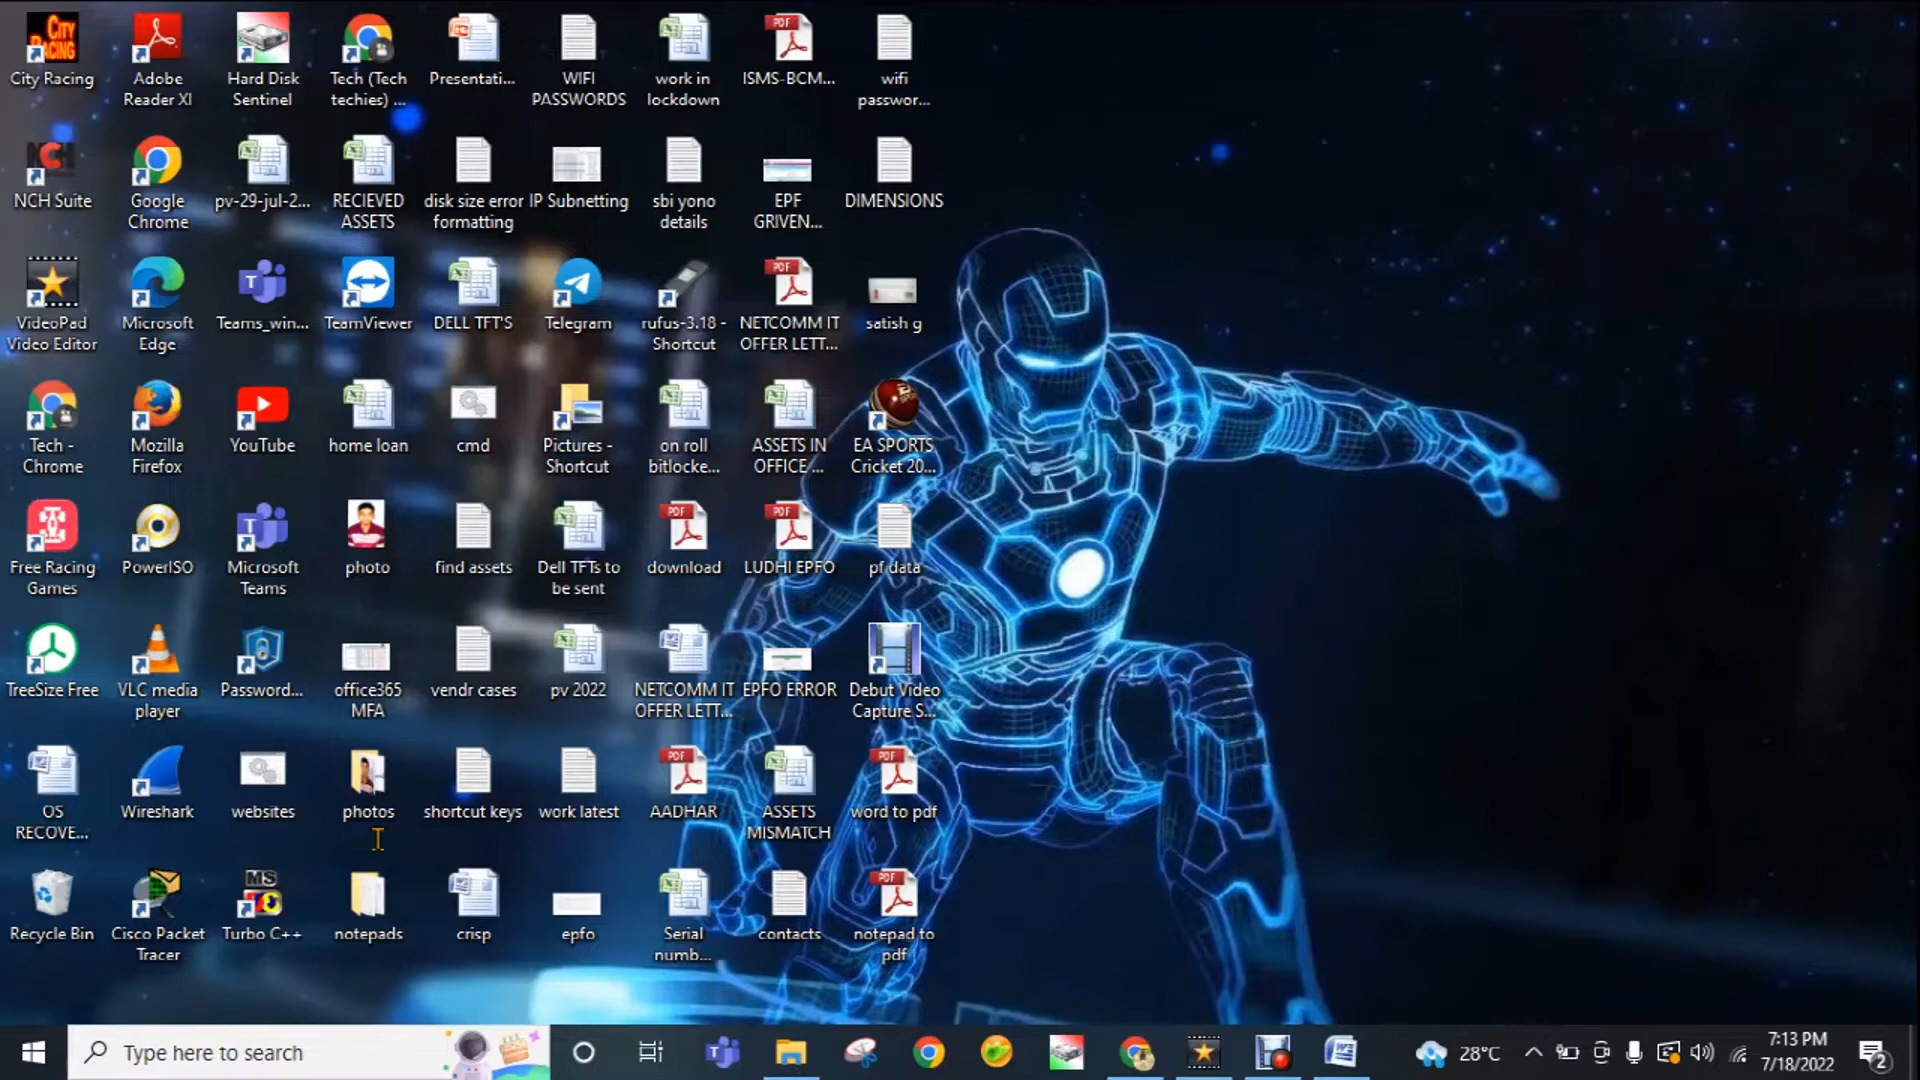 City Racing
Adobe
Reader XI
Hard Disk
Sentinel
Tech (Tech
techies) ...
Presentati...
WIFI
PASSWORDS
work in
lockdown
ISMS-BCM...
wifi
passwor...
NCH Suite
Google
Chrome
pv-29-jul-2...
RECIEVED
ASSETS
disk size error
formatting
IP Subnetting
sbi yono
details
EPF
GRIVEN...
DIMENSIONS
VideoPad
Video Editor
Microsoft
Edge
Teams_win...
TeamViewer
DELL TFT'S
Telegram
rufus-3.18 -
Shortcut
NETCOMM IT
OFFER LETT...
satish g
Tech -
Chrome
Mozilla
Firefox
YouTube
home loan
cmd
Pictures -
Shortcut
on roll
bitlocke...
ASSETS IN
OFFICE ...
EA SPORTS
Cricket 20...
Free Racing
Games
PowerISO
Microsoft
Teams
photo
find assets
Dell TFTs to
be sent
download
LUDHI EPFO
pf data
TreeSize Free
VLC media
player
Password...
office365
MFA
vendr cases
pv 2022
NETCOMM IT
OFFER LETT...
EPFO ERROR
Debut Video
Capture S...
OS
RECOVE...
Wireshark
websites
photos
shortcut keys
work latest
AADHAR
ASSETS
MISMATCH
word to pdf
Recycle Bin
Cisco Packet
Tracer
Turbo C++
notepads
crisp
epfo
Serial
numb...
contacts
notepad to
pdf
Type here to search
28°C
7:13 PM
7/18/2022
2